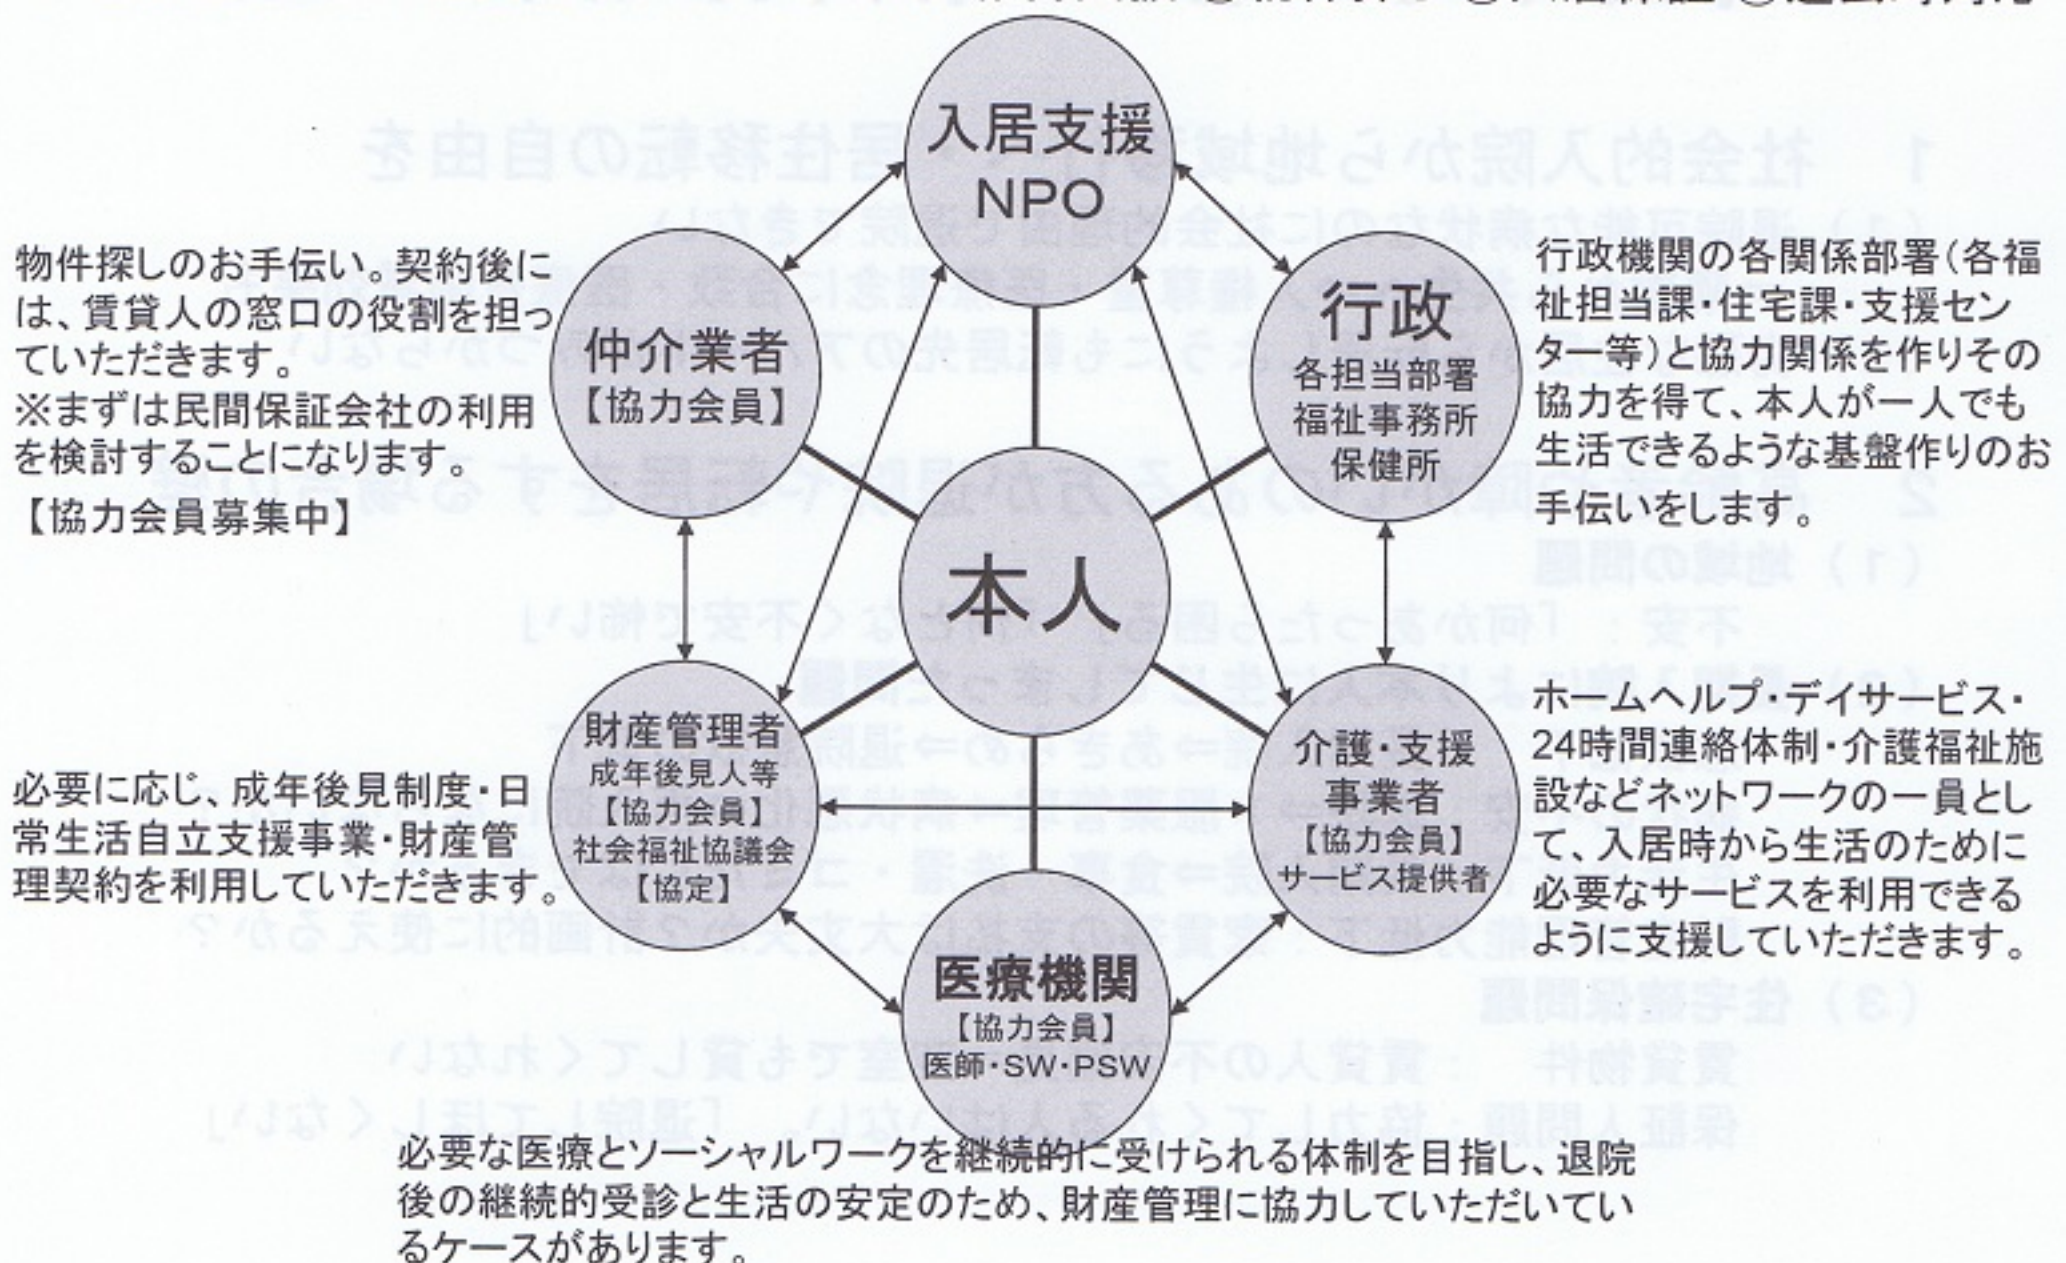 入居支援
NPO
物件探しのお手伝い。契約後に
は、賃貸人の窓口の役割を担っ
ていただきます。
※まずは民間保証会社の利用
を検討することになります。
【協力会員募集中】
仲介業者
【協力会員】
行政
各担当部署
福祉事務所
保健所
行政機関の各関係部署(各福
祉担当課・住宅課・支援セン
ター等)と協力関係を作りその
協力を得て、本人が一人でも
生活できるような基盤作りのお
手伝いをします。
本人
必要に応じ、成年後見制度・日
常生活自立支援事業・財産管
理契約を利用していただきます。
財産管理者
成年後見人等
【協力会員】
社会福祉協議会
【協定】
介護・支援
事業者
【協力会員】
サービス提供者
ホームヘルプ・デイサービス・
24時間連絡体制・介護福祉施
設などネットワークの一員とし
て、入居時から生活のために
必要なサービスを利用できる
ように支援していただきます。
医療機関
【協力会員】
医師・SW・PSW
必要な医療とソーシャルワークを継続的に受けられる体制を目指し、退院
後の継続的受診と生活の安定のため、財産管理に協力していただいてい
るケースがあります。